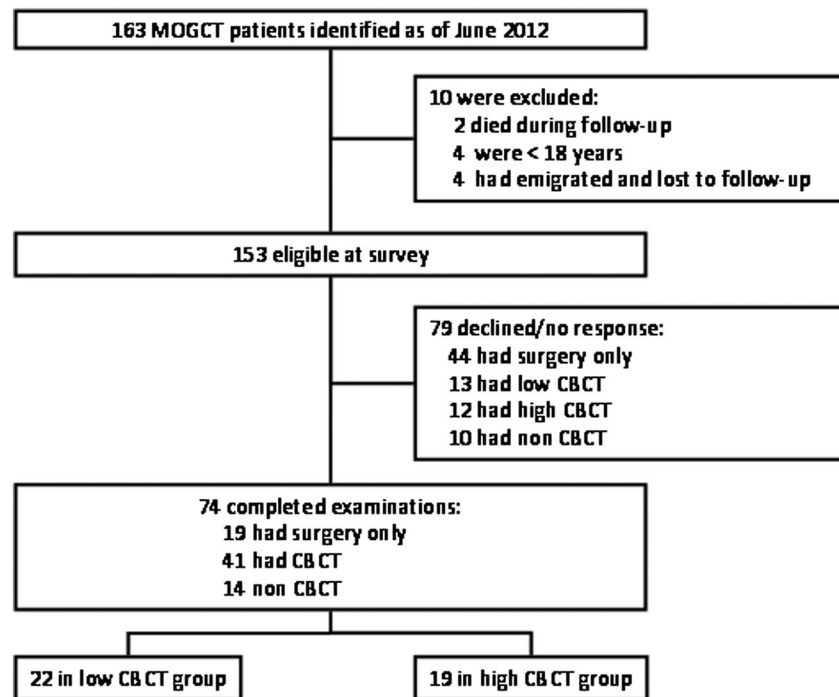 163 MOGCT patients identified as of June 2012
10 were excluded:
2 died during follow-up
4 were < 18 years
4 had emigrated and lost to follow-up
153 eligible at survey
79 declined/no response:
44 had surgery only
13 had low CBCT
12 had high CBCT
10 had non CBCT
74 completed examinations:
19 had surgery only
41 had CBCT
14 non CBCT
22 in low CBCT group
19 in high CBCT group